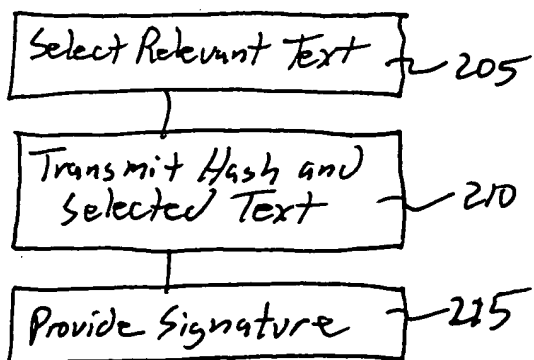 Select Relevant Text
205
Transmit Hash and
Selected Text
210
Provide Signature
215